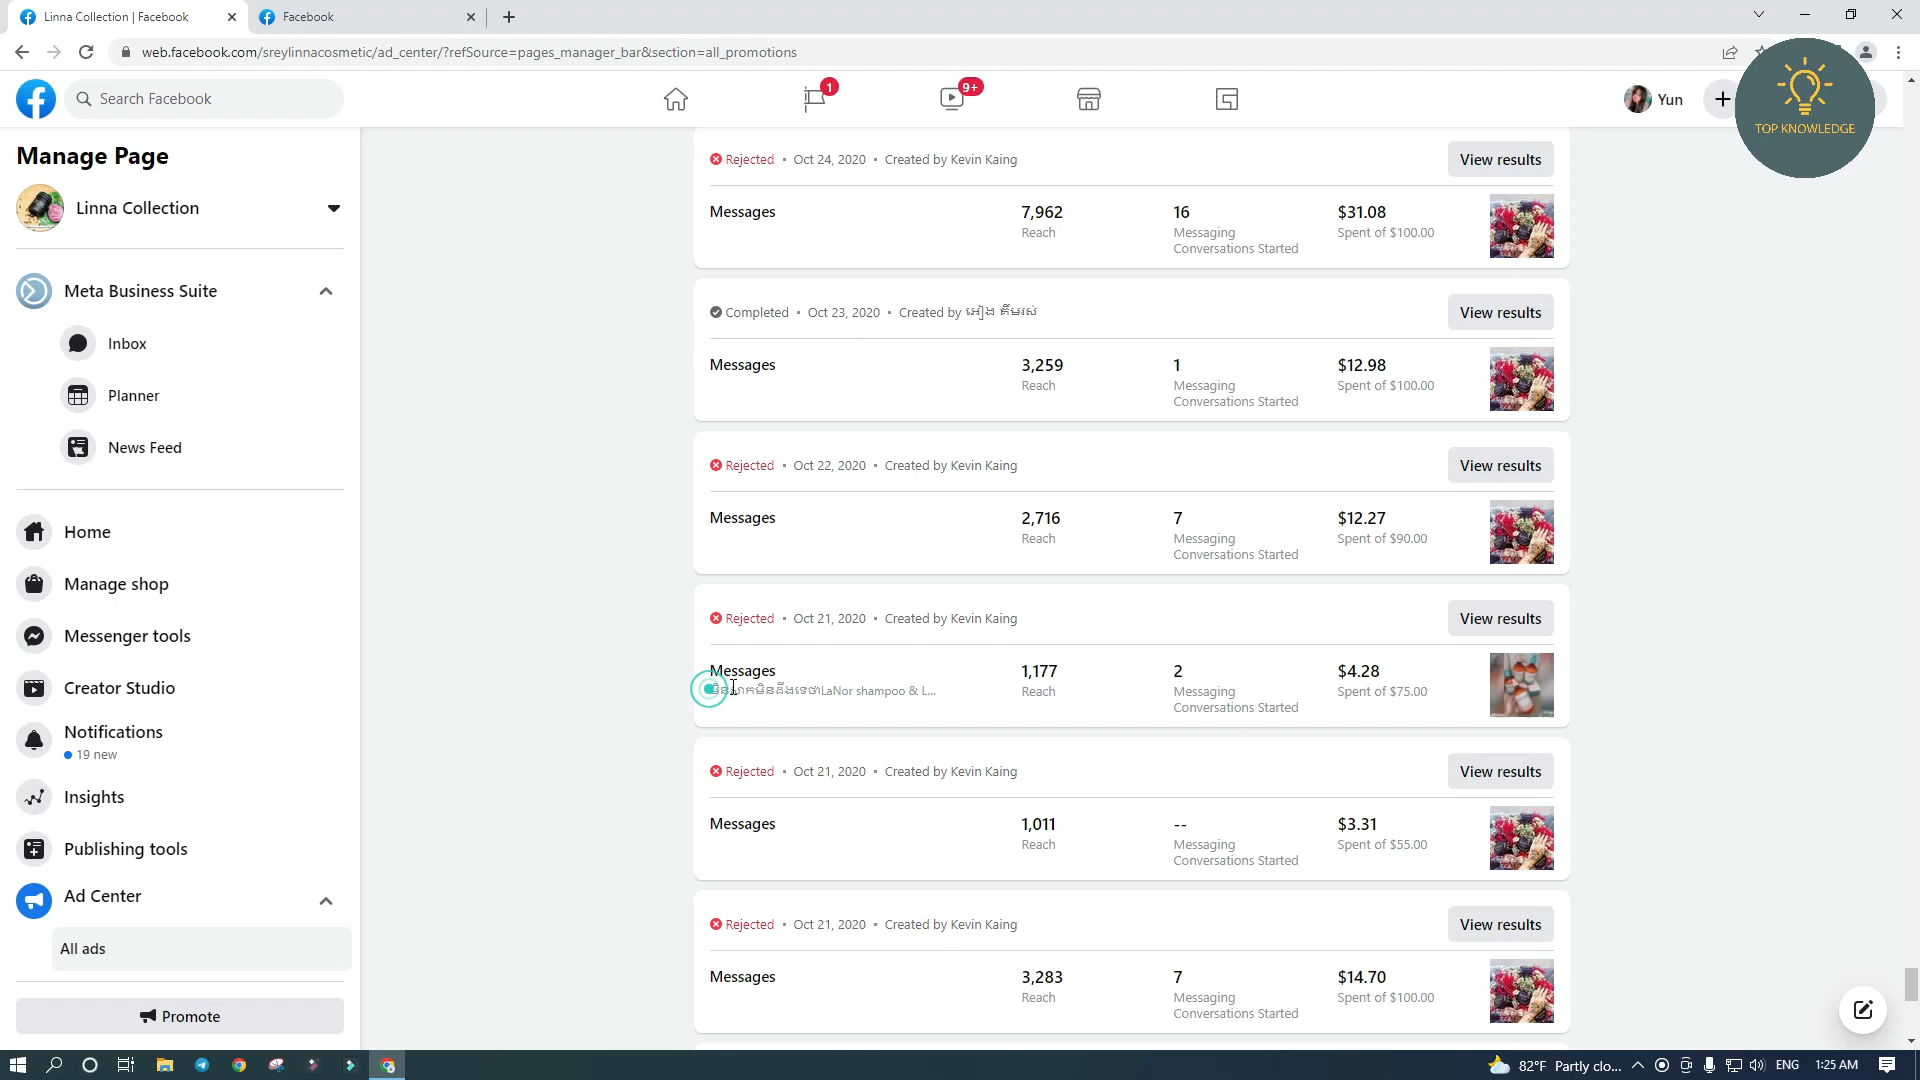 Linna Collection | Facebook
Facebook
web.facebook.com/sreylinnacosmetic/ad_center/?refSource=pages_manager_bar&section=all_promotions
Search Facebook
1
9+
Yun
TOP KNOWLEDGE
Manage Page
Linna Collection
Meta Business Suite
Inbox
Planner
News Feed
Home
Manage shop
Messenger tools
Creator Studio
Notifications
19 new
Insights
Publishing tools
Ad Center
All ads
Promote
Rejected • Oct 24, 2020 • Created by Kevin Kaing
View results
Messages
7,962
Reach
16
Messaging
Conversations Started
$31.08
Spent of $100.00
Completed • Oct 23, 2020 • Created by អៀង គឹមរស់
View results
Messages
3,259
Reach
1
Messaging
Conversations Started
$12.98
Spent of $100.00
Rejected • Oct 22, 2020 • Created by Kevin Kaing
View results
Messages
2,716
Reach
7
Messaging
Conversations Started
$12.27
Spent of $90.00
Rejected • Oct 21, 2020 • Created by Kevin Kaing
View results
Messages
LaNor shampoo & L...
1,177
Reach
2
Messaging
Conversations Started
$4.28
Spent of $75.00
Rejected • Oct 21, 2020 • Created by Kevin Kaing
View results
Messages
1,011
Reach
--
Messaging
Conversations Started
$3.31
Spent of $55.00
Rejected • Oct 21, 2020 • Created by Kevin Kaing
View results
Messages
3,283
Reach
7
Messaging
Conversations Started
$14.70
Spent of $100.00
82°F Partly clo...
ENG
1:25 AM